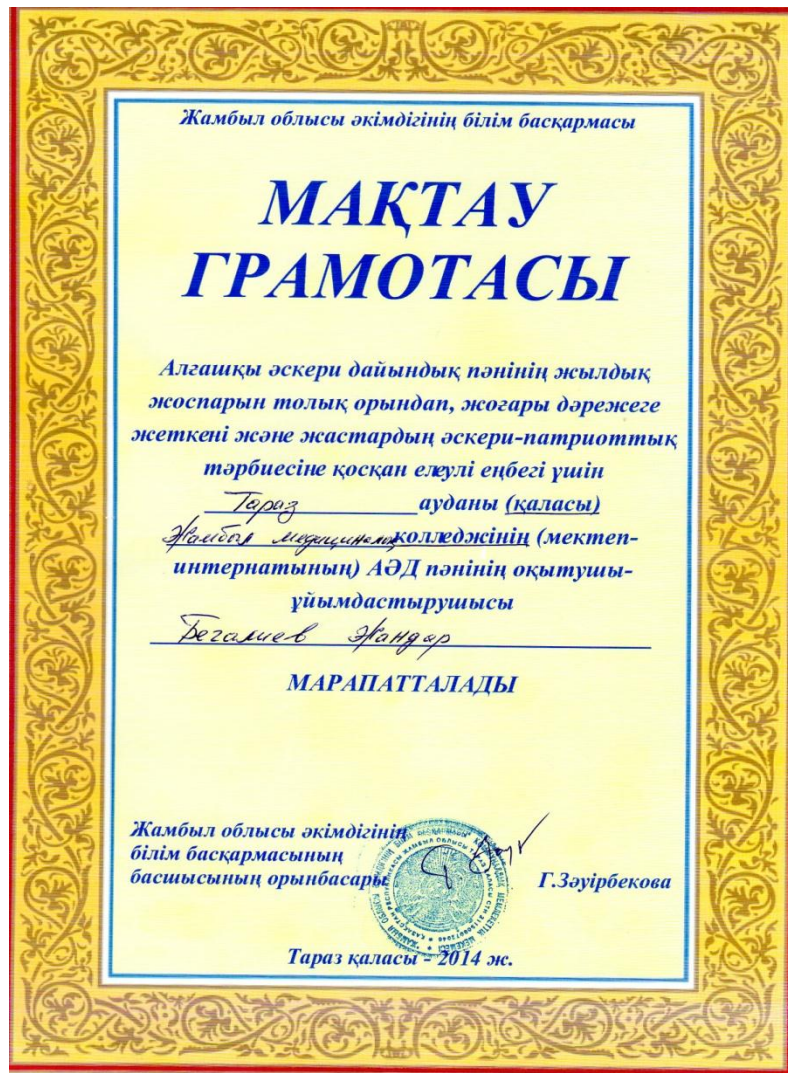 Жамбыл облысы әкімдігінің білім басқармасы
МАҚТАУ
ГРАМОТАСЫ
Алғашқы әскери дайындық пәнінің жылдық
жоспарын толық орындап, жоғары дәрежеге
жеткені және жастардың әскери-патриоттық
тәрбиесіне қосқан елеулі еңбегі үшін
Тараз ауданы (қаласы)
Жамбыл медициналық колледжінің (мектеп-
интернатының) АӘД пәнінің оқытушы-
ұйымдастырушысы
Бегалиев Жандар
МАРАПАТТАЛАДЫ
Жамбыл облысы әкімдігінің
білім басқармасының
басшысының орынбасары Г.Зәуірбекова
Тараз қаласы - 2014 ж.